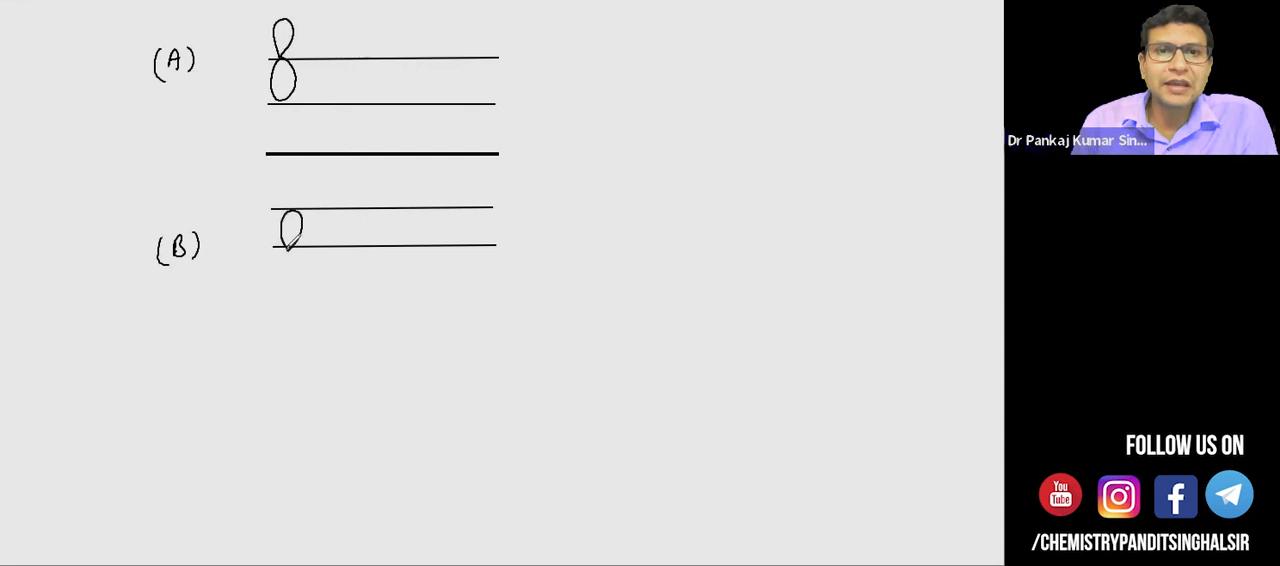 (A)
Dr Pankaj Kumar Sin...
(B)
FOLLOW US ON
You
Tube
/CHEMISTRYPANDITSINGHALSIR